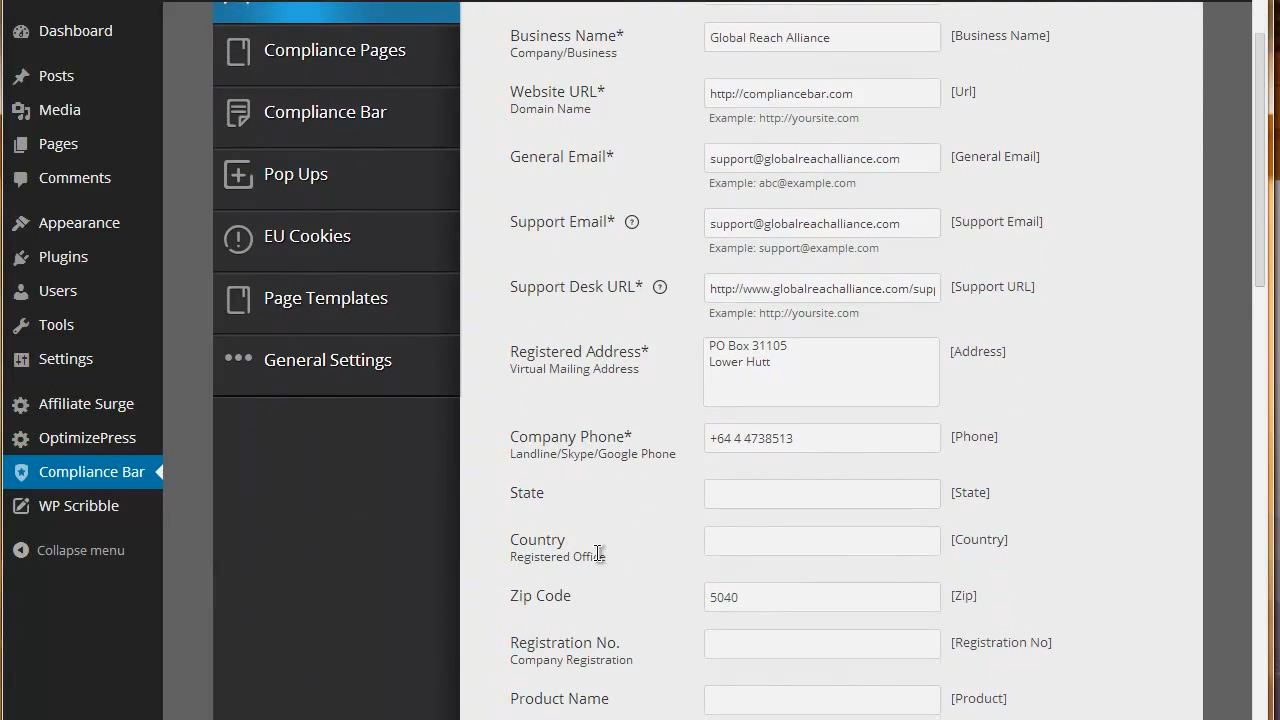 Dashboard
Posts
Media
Pages
Comments
Appearance
Plugins
Users
Tools
Settings
Affiliate Surge
OptimizePress
Compliance Bar
WP Scribble
Collapse menu
Compliance Pages
Compliance Bar
Pop Ups
EU Cookies
Page Templates
General Settings
Business Name* Global Reach Alliance [Business Name]
Company/Business
Website URL* http://compliancebar.com [Url]
Domain Name
Example: http://yoursite.com
General Email* support@globalreachalliance.com [General Email]
Example: abc@example.com
Support Email* ? support@globalreachalliance.com [Support Email]
Example: support@example.com
Support Desk URL* ? http://www.globalreachalliance.com/supp [Support URL]
Example: http://yoursite.com
Registered Address* PO Box 31105 [Address]
Virtual Mailing Address Lower Hutt
Company Phone* +64 4 4738513 [Phone]
Landline/Skype/Google Phone
State [State]
Country [Country]
Registered Office
Zip Code 5040 [Zip]
Registration No. [Registration No]
Company Registration
Product Name [Product]